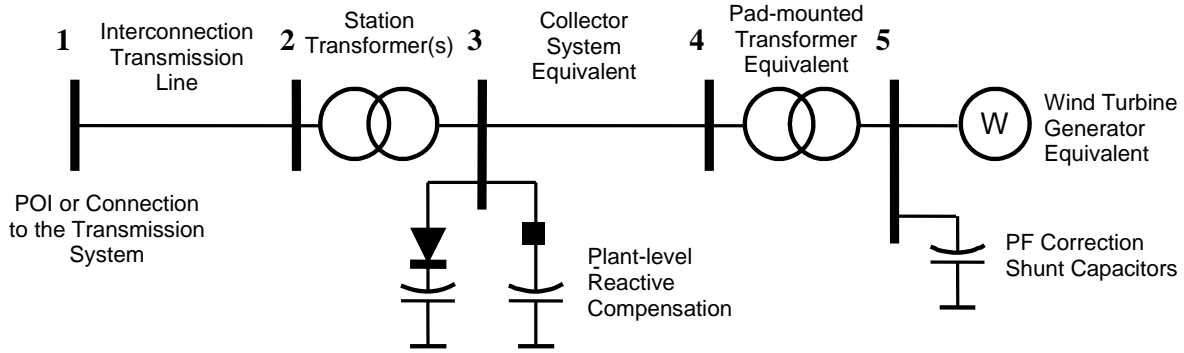 1
Interconnection
Transmission
Line
2
Station
Transformer(s)
3
Collector
System
Equivalent
4
Pad-mounted
Transformer
Equivalent
5
W
Wind Turbine
Generator
Equivalent
POI or Connection
to the Transmission
System
Plant-level
Reactive
Compensation
PF Correction
Shunt Capacitors